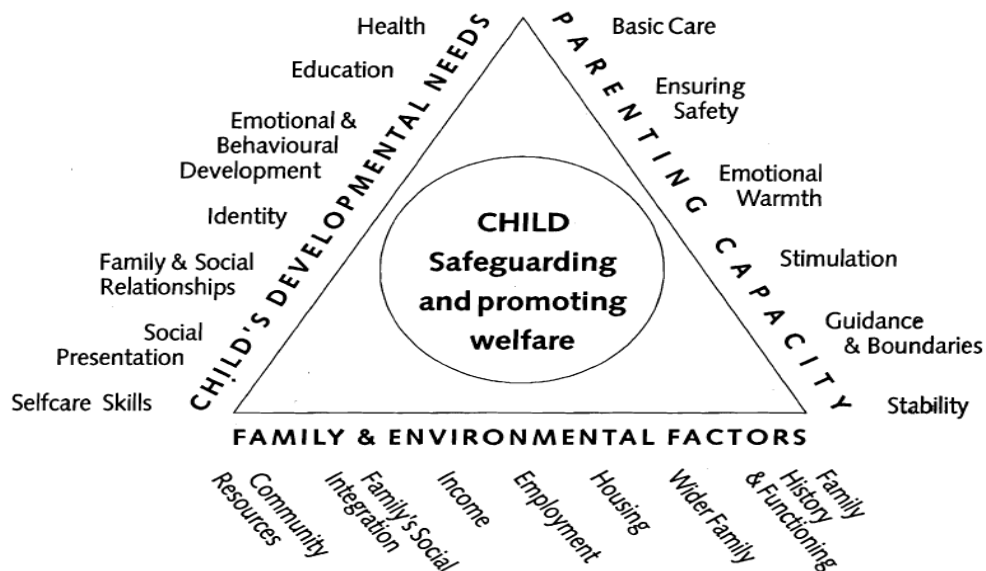 Health
Education
Emotional &
Behavioural
Development
Identity
Family & Social
Relationships
Social
Presentation
Selfcare Skills
CHILD'S DEVELOPMENTAL NEEDS
CHILD
Safeguarding
and promoting
welfare
PARENTING CAPACITY
Basic Care
Ensuring
Safety
Emotional
Warmth
Stimulation
Guidance
& Boundaries
Stability
FAMILY & ENVIRONMENTAL FACTORS
Community
Resources
Family's Social
Integration
Income
Employment
Housing
Wider Family
Family
History
& Functioning